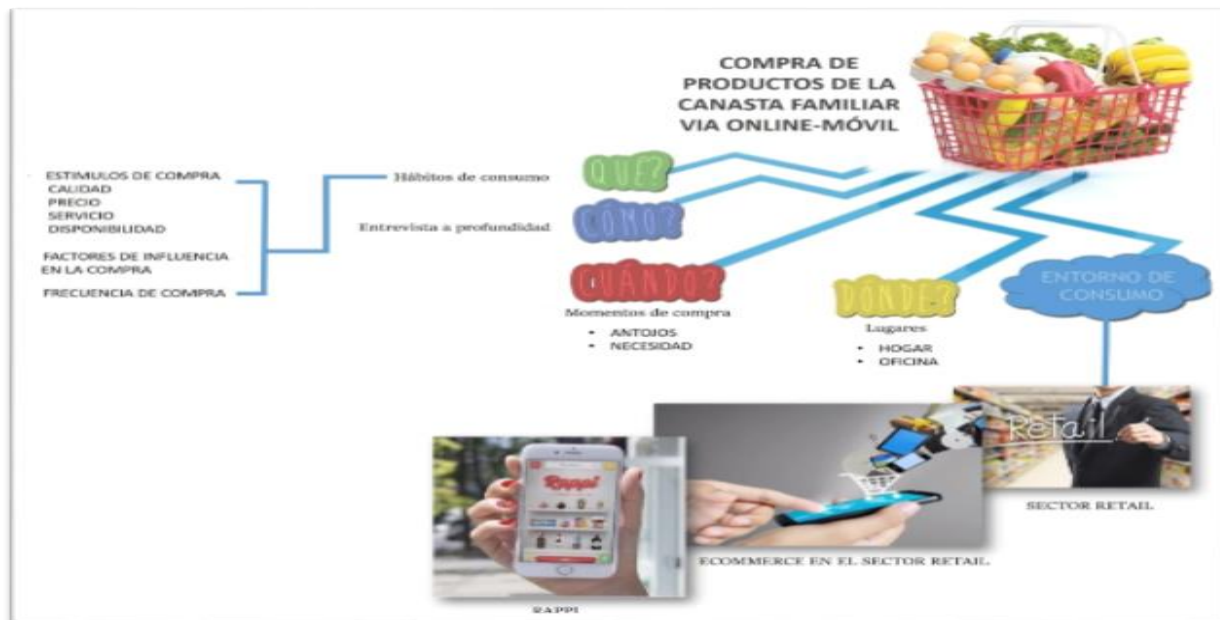 COMPRA DE
PRODUCTOS DE LA
CANASTA FAMILIAR
VIA ONLINE-MÓVIL
QUÉ?
Hábitos de consumo
ESTIMULOS DE COMPRA
CALIDAD
PRECIO
SERVICIO
DISPONIBILIDAD
FACTORES DE INFLUENCIA
EN LA COMPRA
FRECUENCIA DE COMPRA
CÓMO?
Entrevista a profundidad
CUÁNDO?
Momentos de compra
• ANTOJOS
• NECESIDAD
DÓNDE?
Lugares
• HOGAR
• OFICINA
ENTORNO DE
CONSUMO
Retail
SECTOR RETAIL
ECOMMERCE EN EL SECTOR RETAIL
Rappi
RAPPI